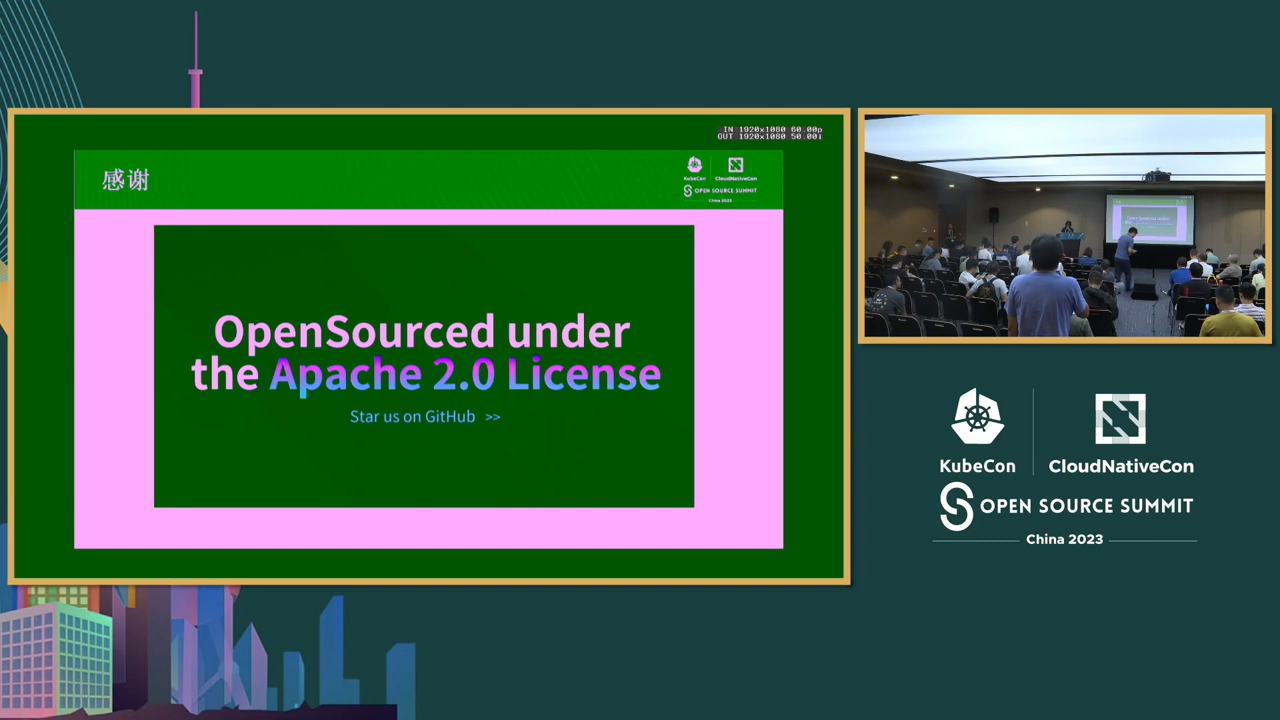 IN 1920x1080 60.00p
OUT 1920x1080 50.00i
感谢
KubeCon
CloudNativeCon
OPEN SOURCE SUMMIT
China 2023
OpenSourced under
the Apache 2.0 License
Star us on GitHub >>
KubeCon
CloudNativeCon
OPEN SOURCE SUMMIT
China 2023